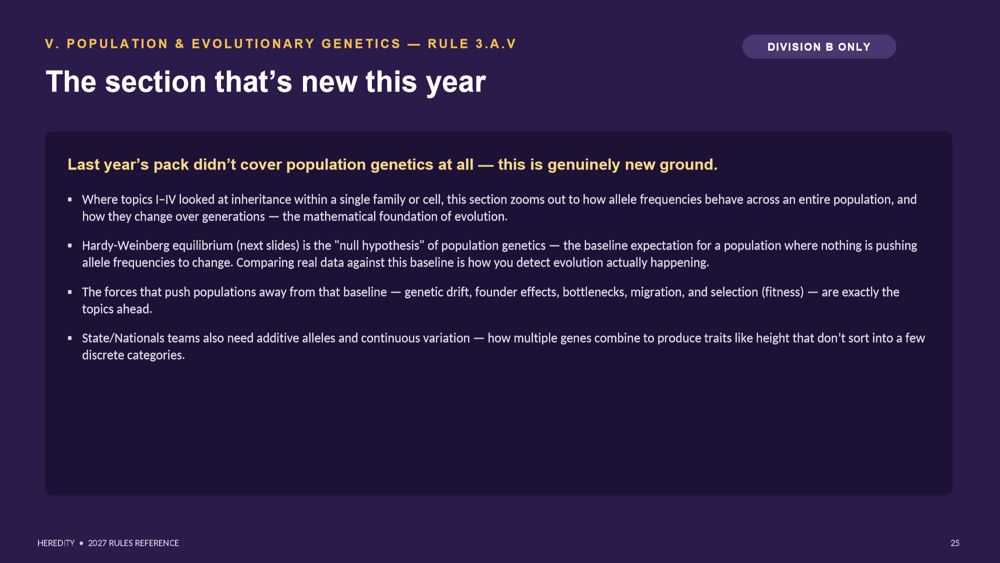 V. POPULATION & EVOLUTIONARY GENETICS — RULE 3.A.V
DIVISION B ONLY
The section that’s new this year
Last year’s pack didn’t cover population genetics at all — this is genuinely new ground.
▪ Where topics I–IV looked at inheritance within a single family or cell, this section zooms out to how allele frequencies behave across an entire population, and
how they change over generations — the mathematical foundation of evolution.
▪ Hardy-Weinberg equilibrium (next slides) is the "null hypothesis" of population genetics — the baseline expectation for a population where nothing is pushing
allele frequencies to change. Comparing real data against this baseline is how you detect evolution actually happening.
▪ The forces that push populations away from that baseline — genetic drift, founder effects, bottlenecks, migration, and selection (fitness) — are exactly the
topics ahead.
▪ State/Nationals teams also need additive alleles and continuous variation — how multiple genes combine to produce traits like height that don’t sort into a few
discrete categories.
HEREDITY • 2027 RULES REFERENCE
25